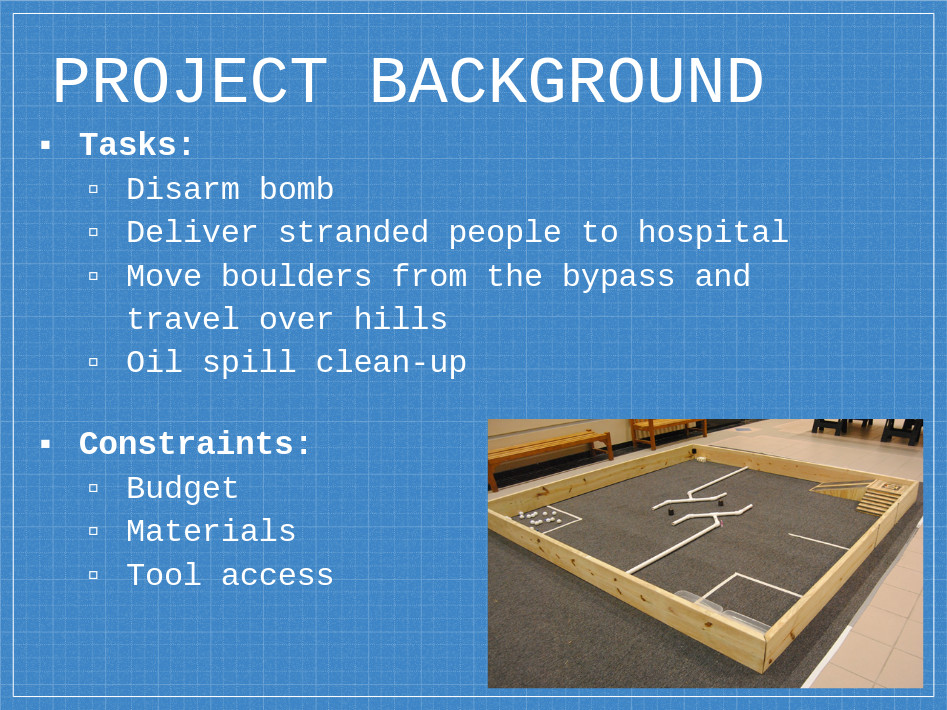 PROJECT BACKGROUND
▪ Tasks:
▫ Disarm bomb
▫ Deliver stranded people to hospital
▫ Move boulders from the bypass and
travel over hills
▫ Oil spill clean-up
▪ Constraints:
▫ Budget
▫ Materials
▫ Tool access